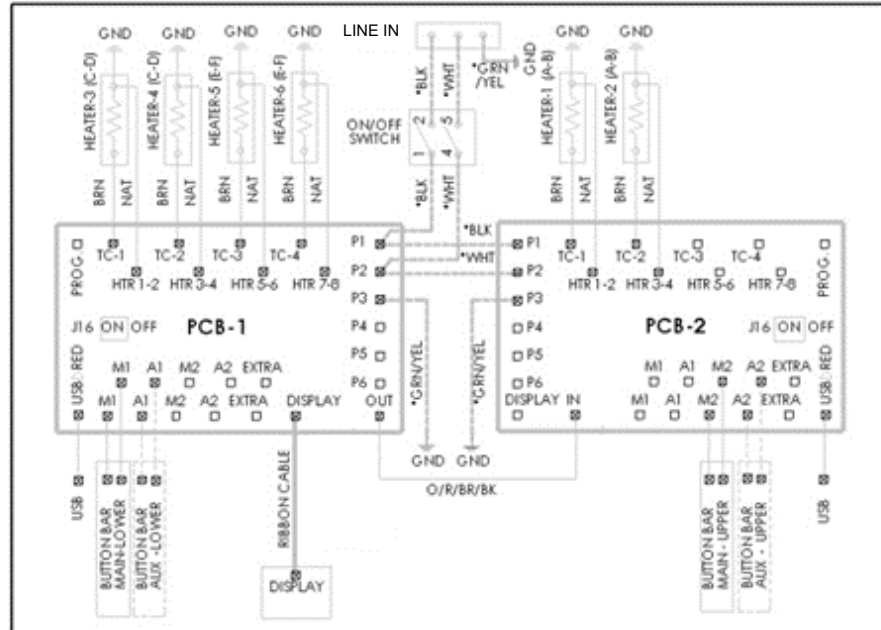 GND GND GND GND LINE IN GND GND
HEATER-3 (C-D) HEATER-4 (C-D) HEATER-5 (E-F) HEATER-6 (E-F) *BLK *WHT *GRN/YEL GND HEATER-1 (A-B) HEATER-2 (A-B)
ON/OFF SWITCH 2 5
1 4
BRN NAT BRN NAT BRN NAT BRN NAT *BLK *WHT BRN NAT BRN NAT
TC-1 TC-2 TC-3 TC-4 P1 *BLK P1 TC-1 TC-2 TC-3 TC-4
PROG. HTR 1-2 HTR 3-4 HTR 5-6 HTR 7-8 P2 *WHT P2 HTR 1-2 HTR 3-4 HTR 5-6 HTR 7-8 PROG.
P3 P3
J16 ON OFF PCB-1 P4 P4 PCB-2 J16 ON OFF
P5 *GRN/YEL *GRN/YEL P5
USB RED M1 A1 M2 A2 EXTRA P6 P6 M1 A1 M2 A2 EXTRA USB RED
M1 A1 M2 A2 EXTRA DISPLAY OUT DISPLAY IN M1 A1 M2 A2 EXTRA
GND GND
O/R/BR/BK
USB BUTTON BAR MAIN-LOWER BUTTON BAR AUX -LOWER RIBBON CABLE BUTTON BAR MAIN - UPPER BUTTON BAR AUX - UPPER USB
DISPLAY